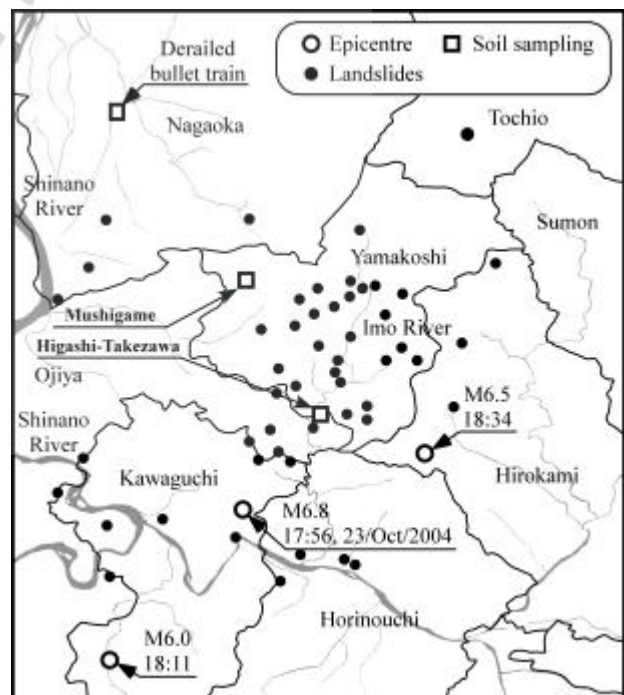 Derailed
bullet train
Epicentre
Soil sampling
Landslides
Nagaoka
Tochio
Shinano
River
Sumon
Yamakoshi
Mushigame
Imo River
Higashi-Takezawa
Ojiya
M6.5
18:34
Shinano
River
Kawaguchi
Hirokami
M6.8
17:56, 23/Oct/2004
Horinouchi
M6.0
18:11